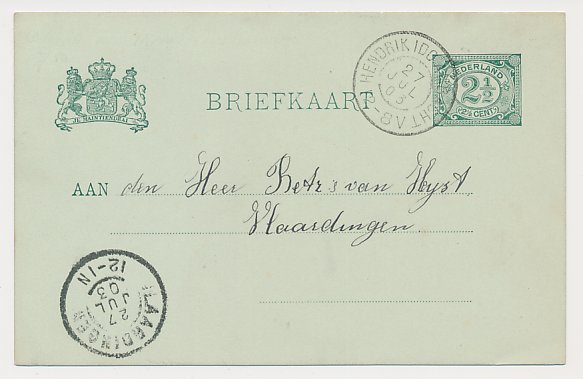 HENDRIK IDO AMBACHT
27
JUL
03
NEDERLAND
2½
(2½ CENT)
JE MAINTIENDRAI
BRIEFKAART
AAN den Heer Betz's van Hyst
Vlaardingen
12-1N
27
JUL
03
VLAARDINGEN